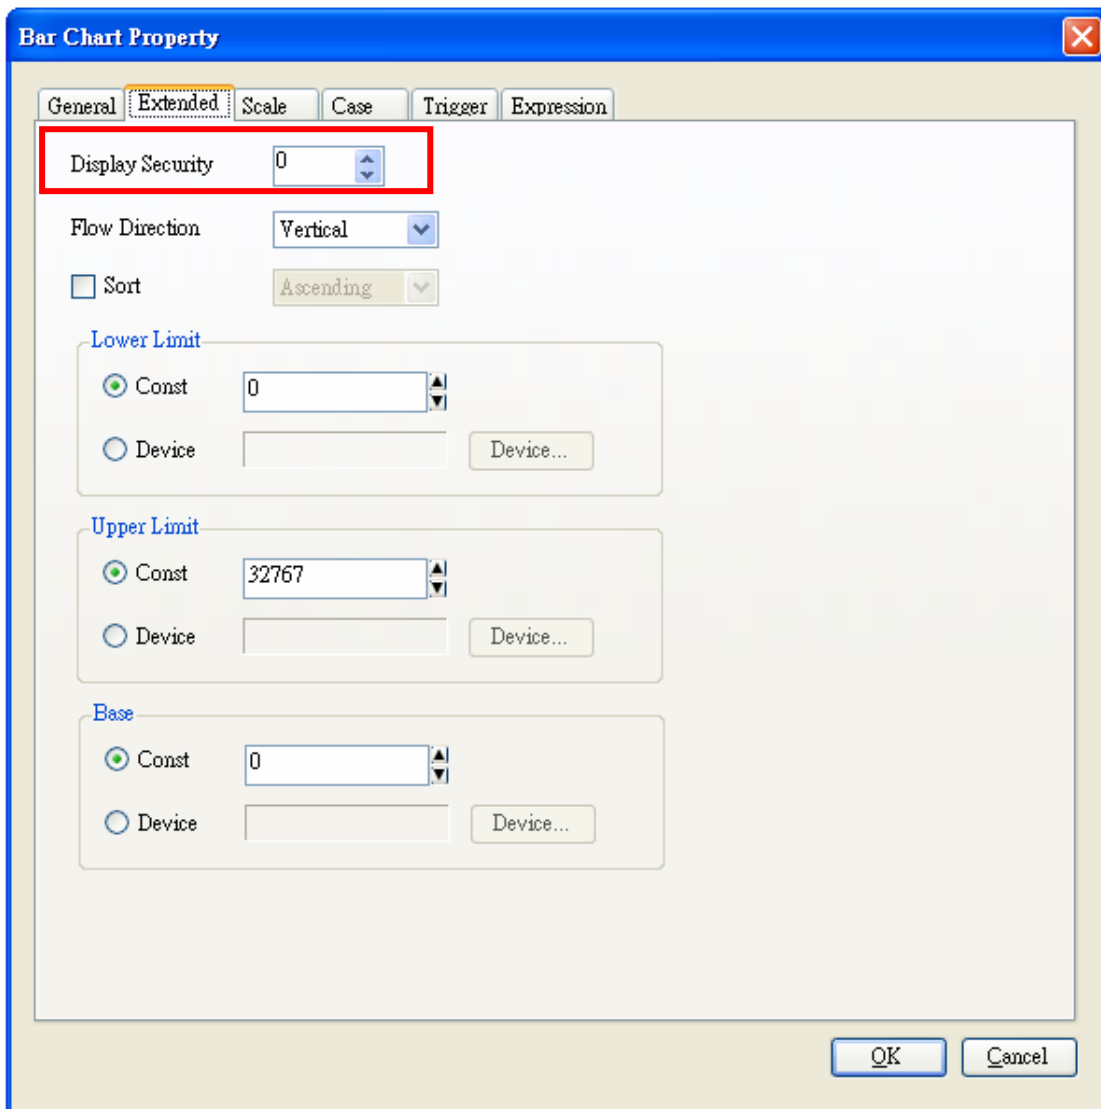 Bar Chart Property
General Extended Scale Case Trigger Expression
Display Security 0
Flow Direction Vertical
Sort Ascending
Lower Limit
Const 0
Device Device...
Upper Limit
Const 32767
Device Device...
Base
Const 0
Device Device...
OK Cancel